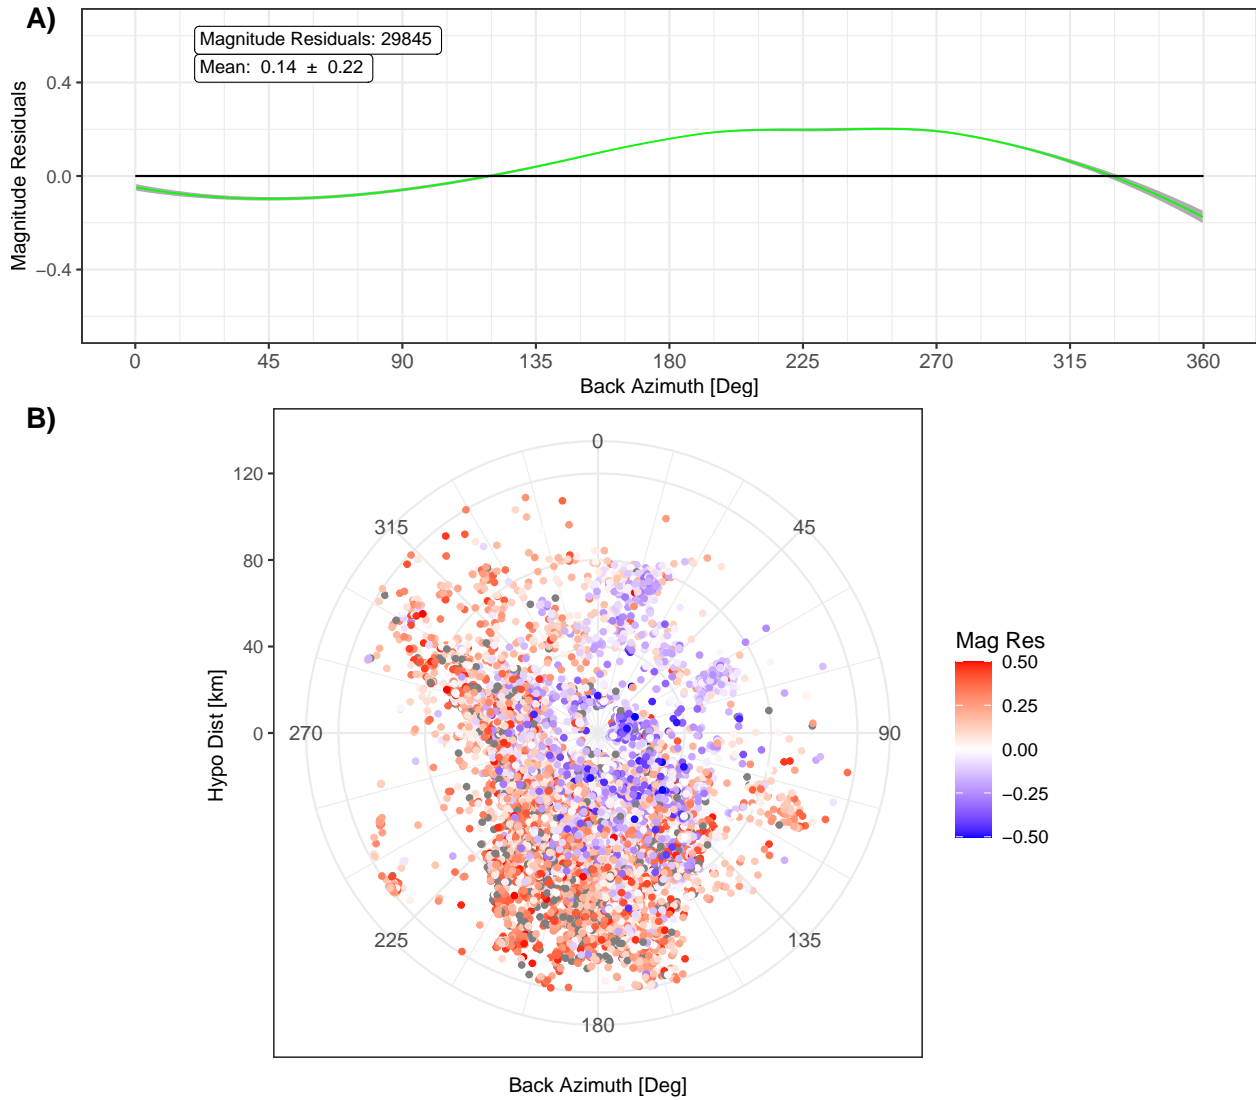 A)
Magnitude Residuals: 29845
Mean:  0.14  ±  0.22
Magnitude Residuals
0.4
0.0
−0.4
0 45 90 135 180 225 270 315 360
Back Azimuth [Deg]
B)
Hypo Dist [km]
120
80
40
0
0
45
90
135
180
225
270
315
Back Azimuth [Deg]
Mag Res
0.50
0.25
0.00
−0.25
−0.50